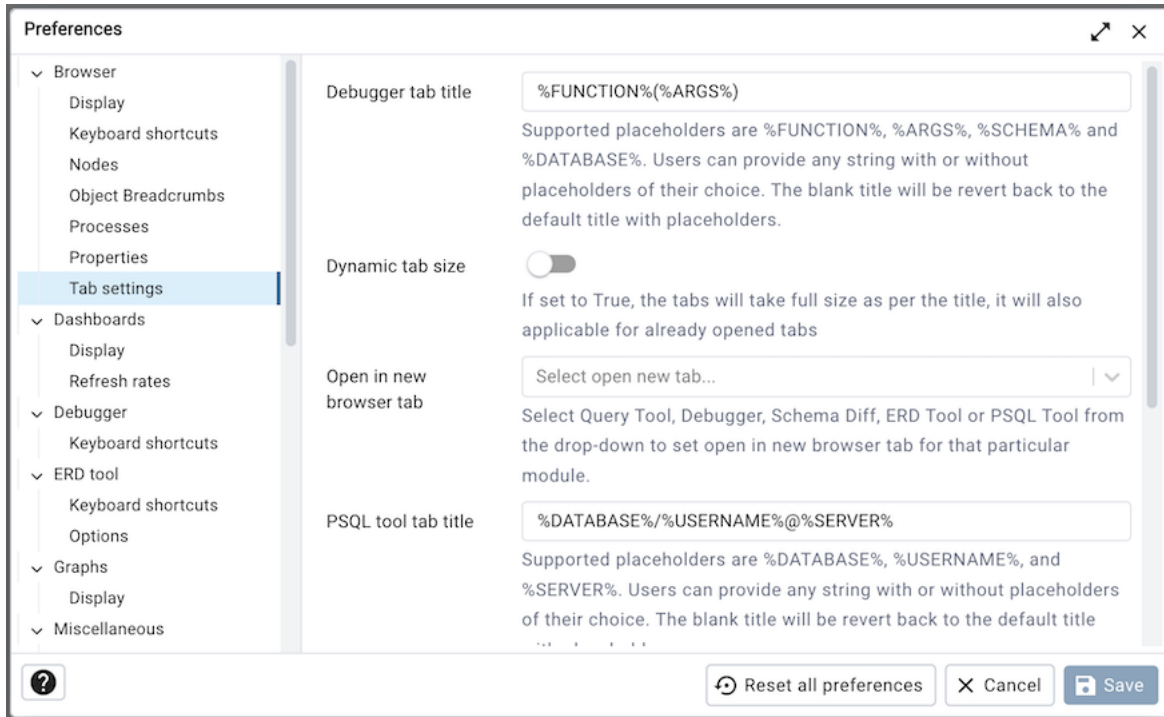 Preferences
Browser
Display
Keyboard shortcuts
Nodes
Object Breadcrumbs
Processes
Properties
Tab settings
Dashboards
Display
Refresh rates
Debugger
Keyboard shortcuts
ERD tool
Keyboard shortcuts
Options
Graphs
Display
Miscellaneous
Debugger tab title
%FUNCTION%(%ARGS%)
Supported placeholders are %FUNCTION%, %ARGS%, %SCHEMA% and
%DATABASE%. Users can provide any string with or without
placeholders of their choice. The blank title will be revert back to the
default title with placeholders.
Dynamic tab size
If set to True, the tabs will take full size as per the title, it will also
applicable for already opened tabs
Open in new
browser tab
Select open new tab...
Select Query Tool, Debugger, Schema Diff, ERD Tool or PSQL Tool from
the drop-down to set open in new browser tab for that particular
module.
PSQL tool tab title
%DATABASE%/%USERNAME%@%SERVER%
Supported placeholders are %DATABASE%, %USERNAME%, and
%SERVER%. Users can provide any string with or without placeholders
of their choice. The blank title will be revert back to the default title
?
Reset all preferences
Cancel
Save